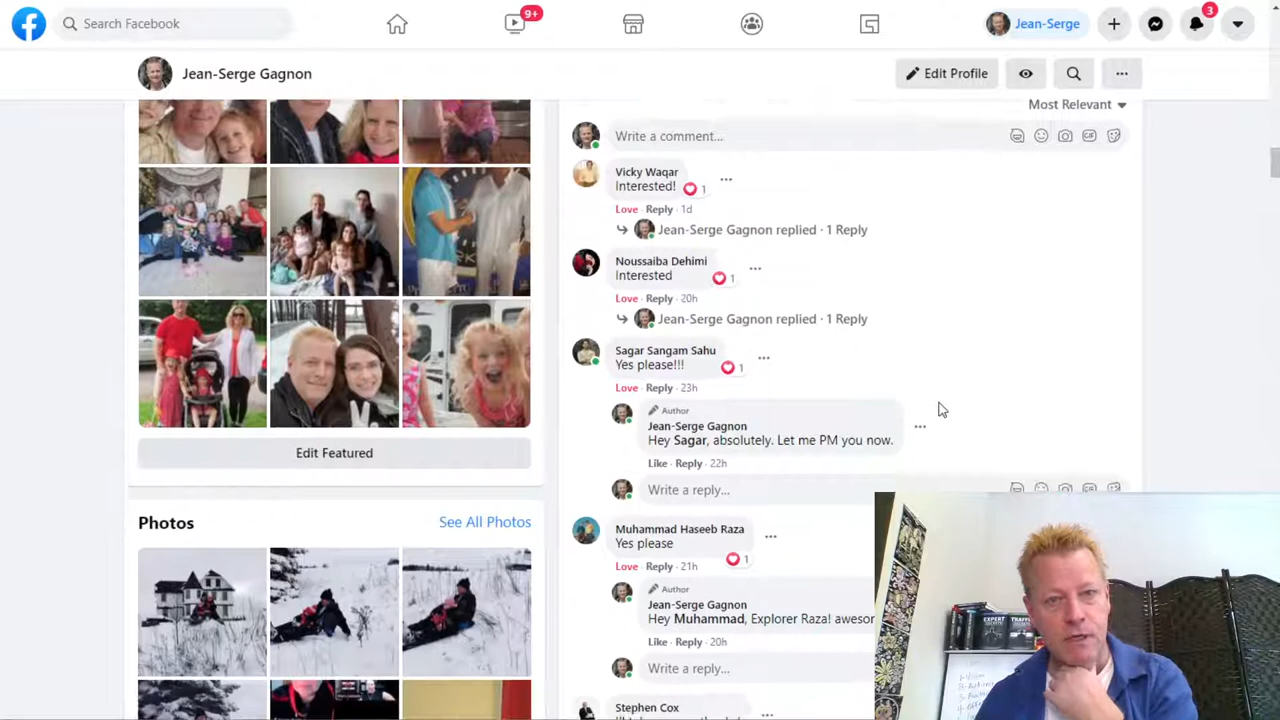 Search Facebook
9+
Jean-Serge
3
Jean-Serge Gagnon
Edit Profile
Most Relevant
Write a comment...
Vicky Waqar
Interested!
1
Love · Reply · 1d
Jean-Serge Gagnon replied · 1 Reply
Noussaiba Dehimi
Interested
1
Love · Reply · 20h
Jean-Serge Gagnon replied · 1 Reply
Sagar Sangam Sahu
Yes please!!!
1
Love · Reply · 23h
Author
Jean-Serge Gagnon
Hey Sagar, absolutely. Let me PM you now.
Like · Reply · 22h
Write a reply...
Edit Featured
Photos
See All Photos
Muhammad Haseeb Raza
Yes please
1
Love · Reply · 21h
Author
Jean-Serge Gagnon
Hey Muhammad, Explorer Raza! awesor
Like · Reply · 20h
Write a reply...
Stephen Cox
EXPERT
SECRETS
TRAFFIC